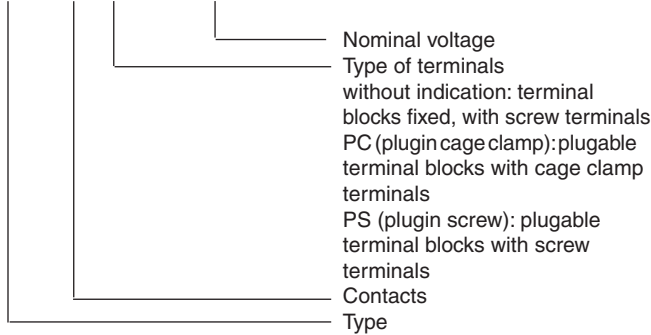 Nominal voltage
Type of terminals
without indication: terminal
blocks fixed, with screw terminals
PC (plugin cage clamp): plugable
terminal blocks with cage clamp
terminals
PS (plugin screw): plugable
terminal blocks with screw
terminals
Contacts
Type